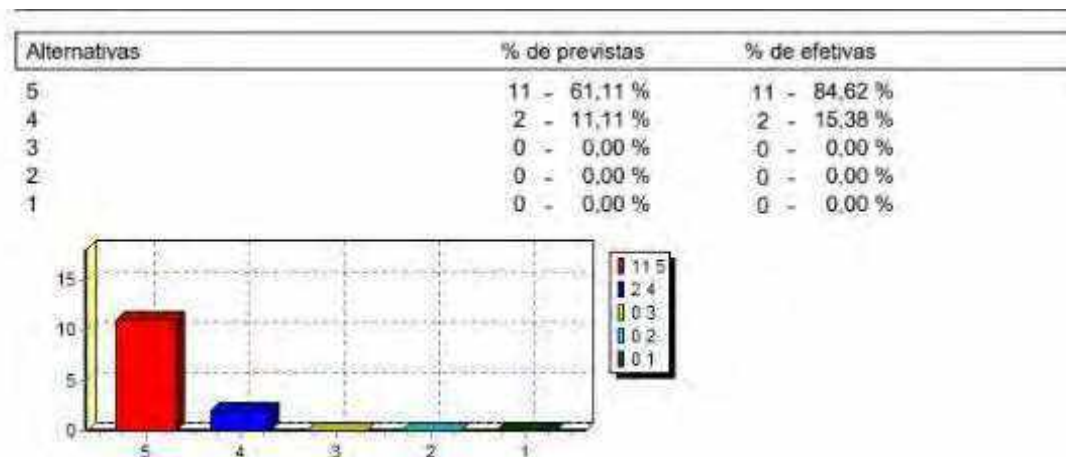 Alternativas % de previstas % de efetivas
5 11 - 61,11 % 11 - 84,62 %
4 2 - 11,11 % 2 - 15,38 %
3 0 - 0,00 % 0 - 0,00 %
2 0 - 0,00 % 0 - 0,00 %
1 0 - 0,00 % 0 - 0,00 %
15
10
5
0
5 4 3 2 1
11 5
2 4
0 3
0 2
0 1